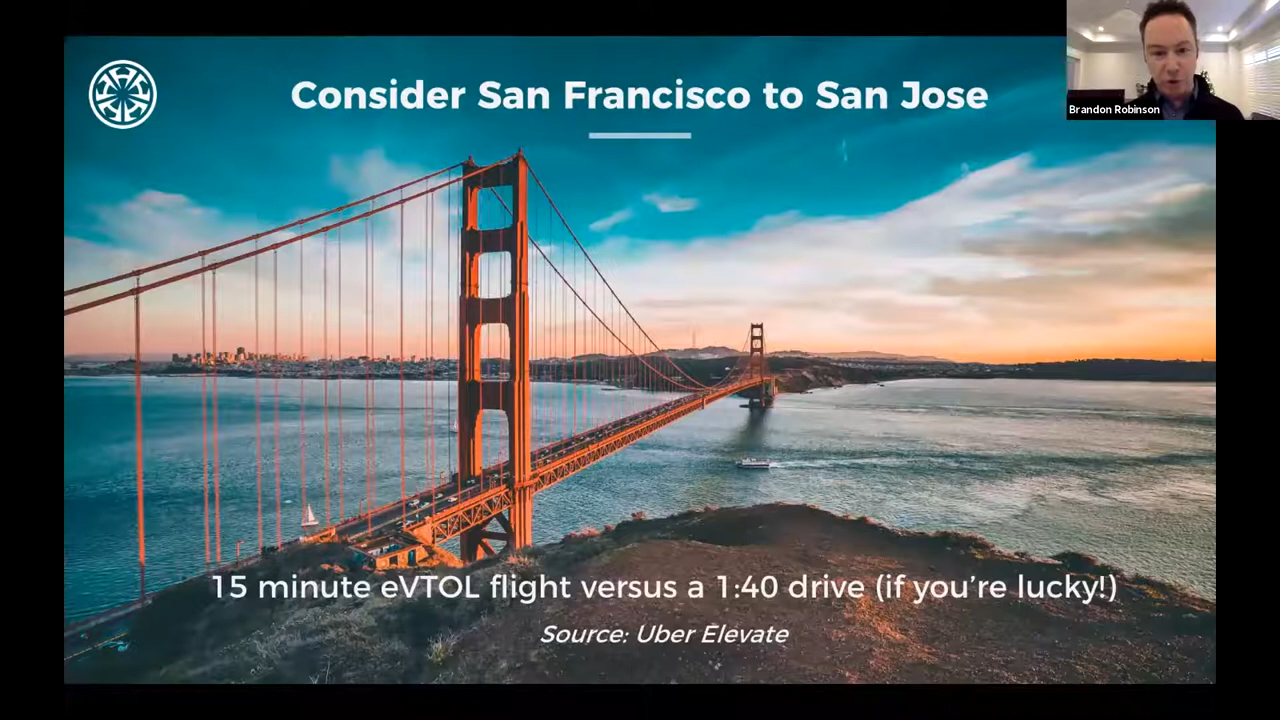 Consider San Francisco to San Jose
Brandon Robinson
15 minute eVTOL flight versus a 1:40 drive (if you’re lucky!)
Source: Uber Elevate